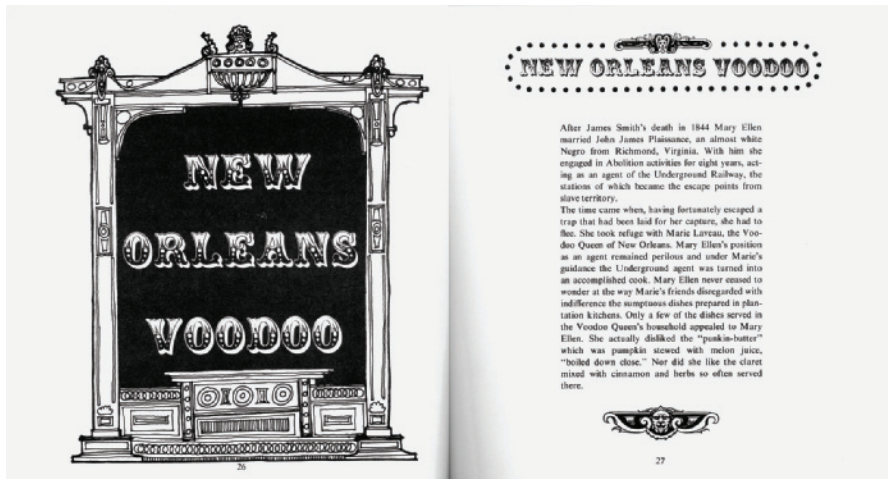 NEW
ORLEANS
VOODOO
26
NEW ORLEANS VOODOO
After James Smith's death in 1844 Mary Ellen
married John James Plaissance, an almost white
Negro from Richmond, Virginia. With him she
engaged in Abolition activities for eight years, act-
ing as an agent of the Underground Railway, the
stations of which became the escape points from
slave territory.
The time came when, having fortunately escaped a
trap that had been laid for her capture, she had to
flee. She took refuge with Marie Laveau, the Voo-
doo Queen of New Orleans. Mary Ellen's position
as an agent remained perilous and under Marie's
guidance the Underground agent was turned into
an accomplished cook. Mary Ellen never ceased to
wonder at the way Marie's friends disregarded with
indifference the sumptuous dishes prepared in plan-
tation kitchens. Only a few of the dishes served in
the Voodoo Queen's household appealed to Mary
Ellen. She actually disliked the "punkin-butter"
which was pumpkin stewed with melon juice,
"boiled down close." Nor did she like the claret
mixed with cinnamon and herbs so often served
there.
27